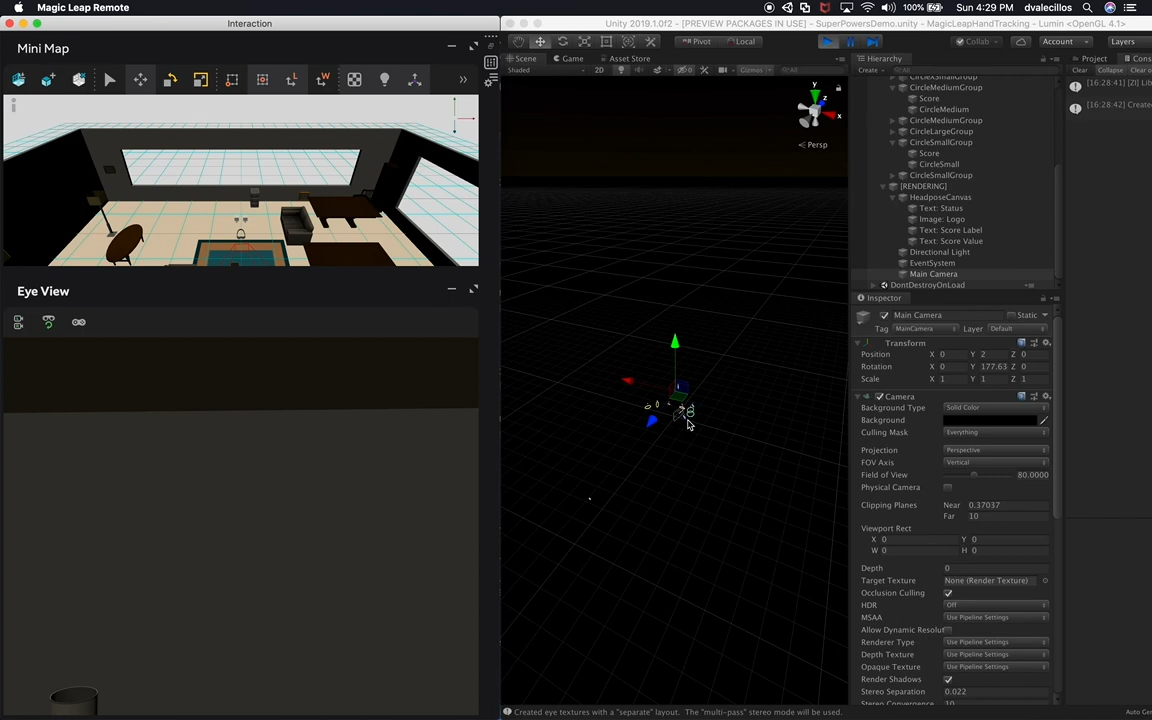 Magic Leap Remote
100%
Sun 4:29 PM
dvalecillos
Interaction
Unity 2019.1.0f2 - [PREVIEW PACKAGES IN USE] - SuperPowersDemo.unity - MagicLeapHandTracking - Lumin <OpenGL 4.1>
Mini Map
Pivot
Local
Collab
Account
Layers
Scene
Game
Asset Store
Hierarchy
Project
Cons
Shaded
2D
Gizmos
Create
Clear
Collapse
Clear
CircleMediumGroup
[16:28:41] [ZI] Lib
Score
CircleMedium
[16:28:42] Create
CircleMediumGroup
CircleLargeGroup
CircleSmallGroup
Score
CircleSmall
CircleSmallGroup
[RENDERING]
HeadposeCanvas
Text: Status
Image: Logo
Text: Score Label
Text: Score Value
Directional Light
EventSystem
Main Camera
DontDestroyOnLoad
y
z
x
Persp
Eye View
Inspector
Main Camera
Static
Tag MainCamera Layer Default
Transform
Position X 0 Y 2 Z 0
Rotation X 0 Y 177.63 Z 0
Scale X 1 Y 1 Z 1
Camera
Background Type Solid Color
Background
Culling Mask Everything
Projection Perspective
FOV Axis Vertical
Field of View 80.0000
Physical Camera
Clipping Planes Near 0.37037
Far 10
Viewport Rect
X 0 Y 0
W 0 H 0
Depth 0
Target Texture None (Render Texture)
Occlusion Culling
HDR Off
MSAA Use Pipeline Settings
Allow Dynamic Resolut
Renderer Type Use Pipeline Settings
Depth Texture Use Pipeline Settings
Opaque Texture Use Pipeline Settings
Render Shadows
Stereo Separation 0.022
Stereo Convergence 10
Created eye textures with a "separate" layout. The "multi-pass" stereo mode will be used.
Auto Gen